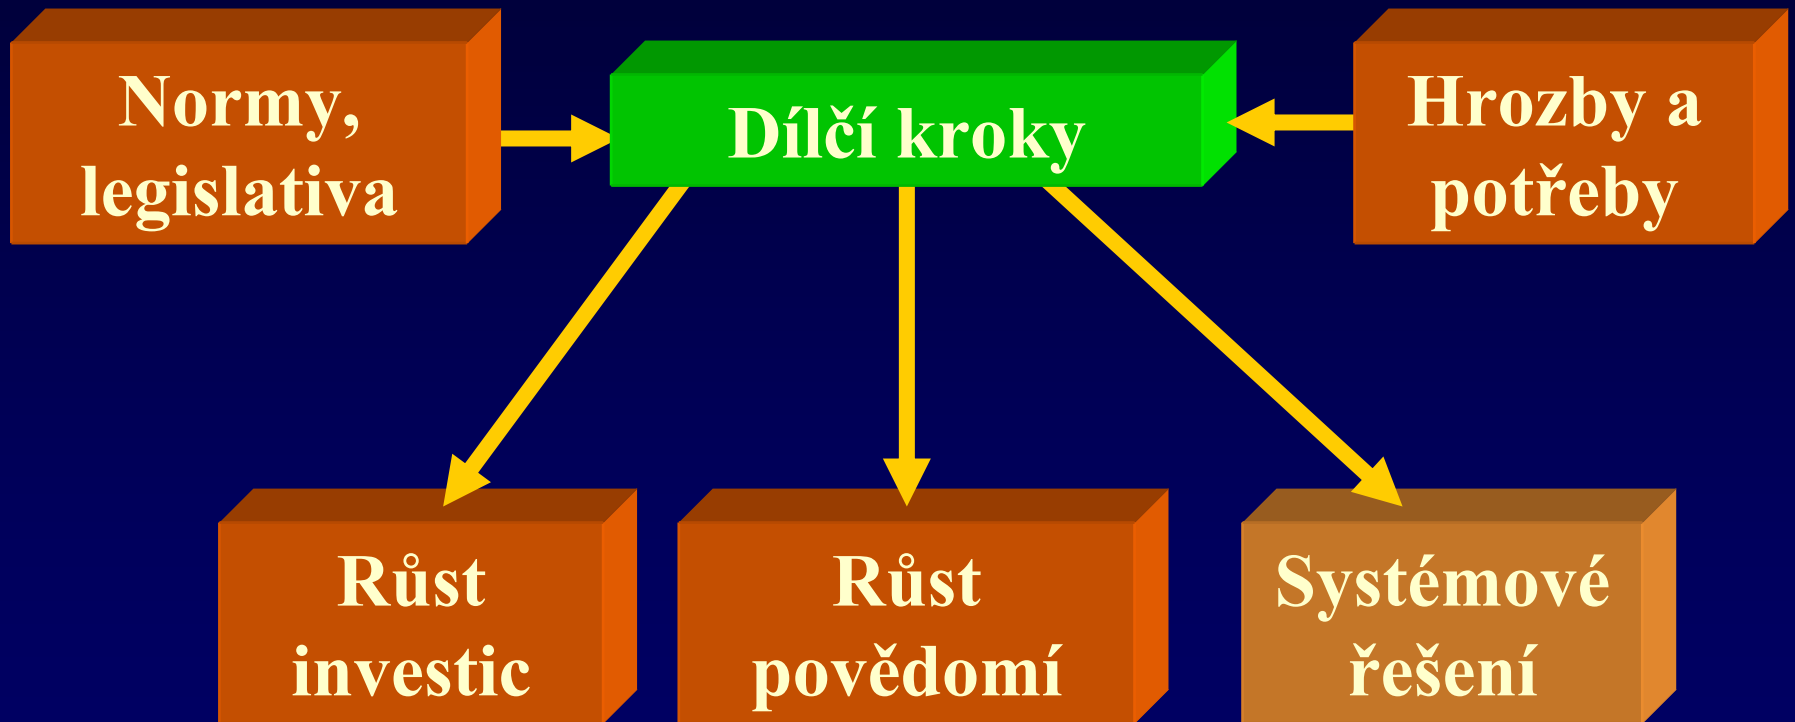 Normy,
legislativa
Dílčí kroky
Hrozby a
potřeby
Růst
investic
Růst
povědomí
Systémové
řešení